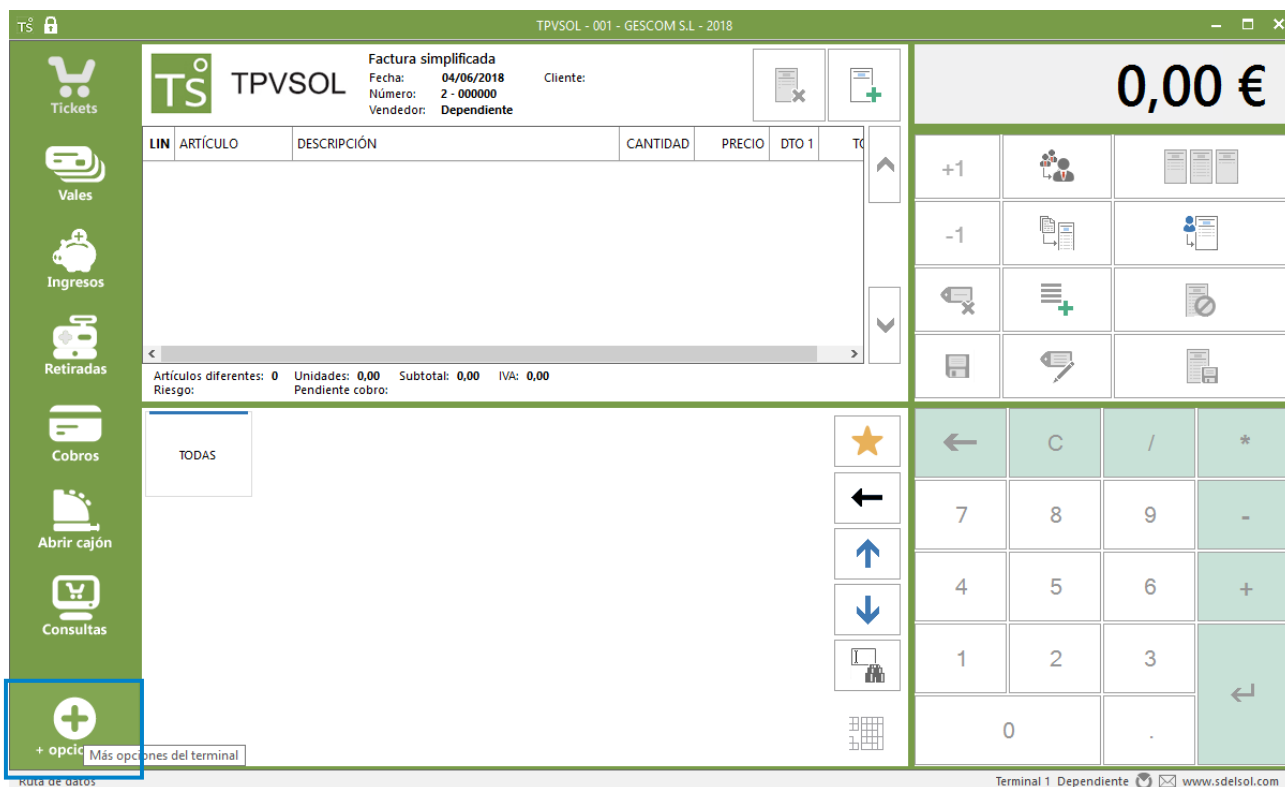 TS TPVSOL - 001 - GESCOM S.L - 2018
Tickets
Vales
Ingresos
Retiradas
Cobros
Abrir cajón
Consultas
+ opcio
Más opciones del terminal
TS TPVSOL
Factura simplificada
Fecha: 04/06/2018 Cliente:
Número: 2 - 000000
Vendedor: Dependiente
LIN ARTÍCULO DESCRIPCIÓN CANTIDAD PRECIO DTO 1
Artículos diferentes: 0 Unidades: 0,00 Subtotal: 0,00 IVA: 0,00
Riesgo: Pendiente cobro:
TODAS
0,00 €
+1
-1
C / *
7 8 9 -
4 5 6 +
1 2 3
0 .
Ruta de datos Terminal 1 Dependiente www.sdelsol.com